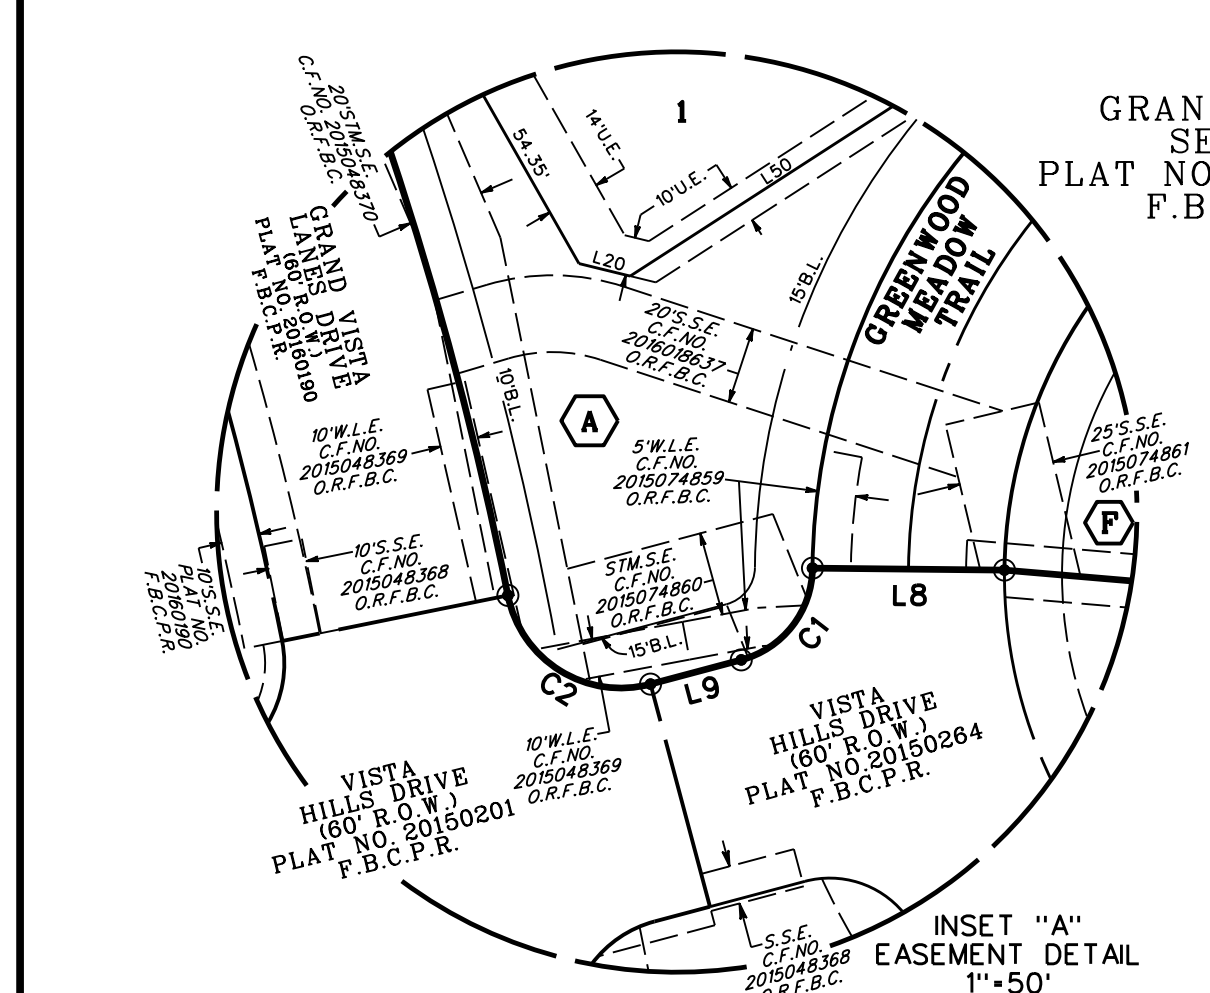 20'STM.S.E.
C.F.NO. 2015048370
O.R.F.B.C.
GRAND VISTA
LANES DRIVE
(60' R.O.W.)
PLAT NO. 20160190
F.B.C.P.R.
54.35'
14'U.E.
1
10'U.E.
L50
L20
15'B.L.
GREENWOOD
MEADOW
TRAIL
GRAN
SE
PLAT NO
F.B
20'S.S.E.
C.F.NO.
2016018637
O.R.F.B.C.
10'B.L.
A
10'W.L.E.
C.F.NO.
2015048369
O.R.F.B.C.
5'W.L.E.
C.F.NO.
2015074859
O.R.F.B.C.
25'S.S.E.
C.F.NO.
2015074861
O.R.F.B.C.
F
10'S.S.E.
C.F.NO.
2015048368
O.R.F.B.C.
10'S.S.E.
PLAT NO.
20160190
F.B.C.P.R.
STM.S.E.
C.F.NO.
2015074860
O.R.F.B.C.
15'B.L.
L8
C1
L9
C2
10'W.L.E.
C.F.NO.
2015048369
O.R.F.B.C.
VISTA
HILLS DRIVE
(60' R.O.W.)
PLAT NO.20150264
F.B.C.P.R.
VISTA
HILLS DRIVE
(60' R.O.W.)
PLAT NO. 20150201
F.B.C.P.R.
S.S.E.
C.F.NO.
2015048368
O.R.F.B.C.
INSET "A"
EASEMENT DETAIL
1"=50'